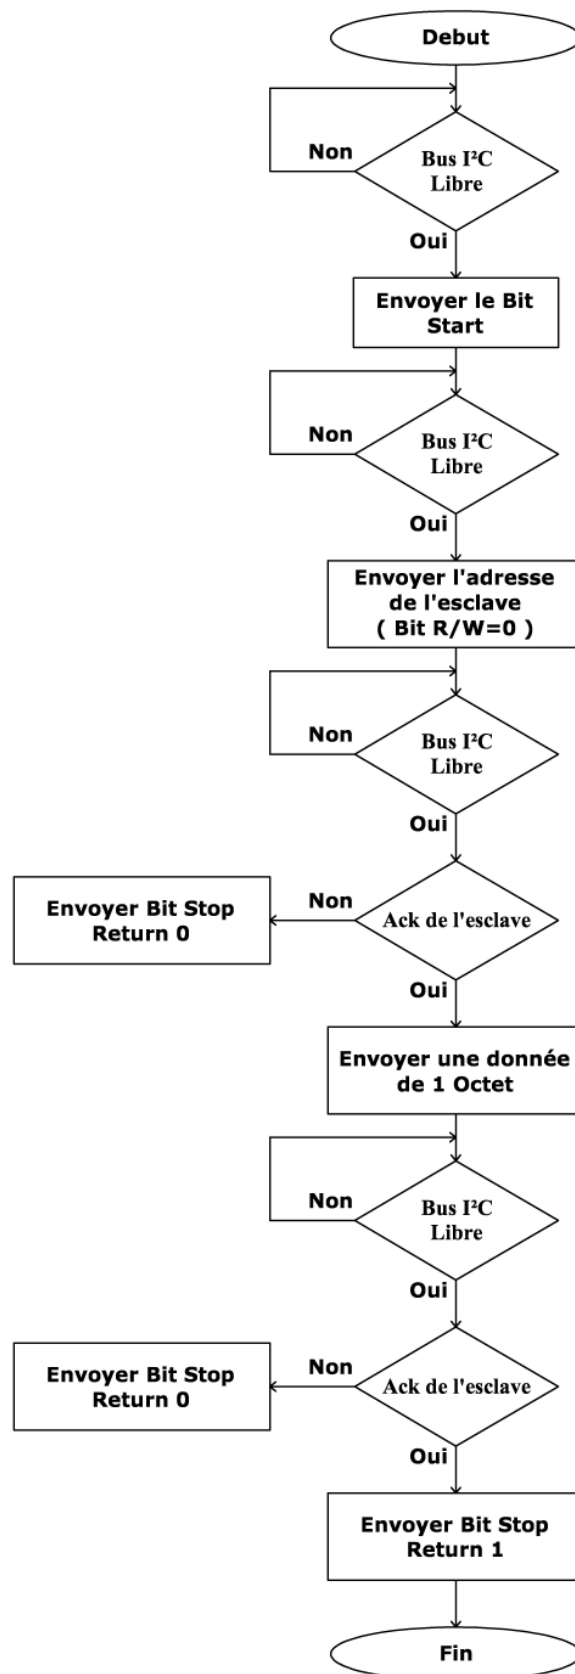 Debut
Non
Bus I²C
Libre
Oui
Envoyer le Bit
Start
Non
Bus I²C
Libre
Oui
Envoyer l'adresse
de l'esclave
( Bit R/W=0 )
Non
Bus I²C
Libre
Oui
Envoyer Bit Stop
Return 0
Non
Ack de l'esclave
Oui
Envoyer une donnée
de 1 Octet
Non
Bus I²C
Libre
Oui
Envoyer Bit Stop
Return 0
Non
Ack de l'esclave
Oui
Envoyer Bit Stop
Return 1
Fin